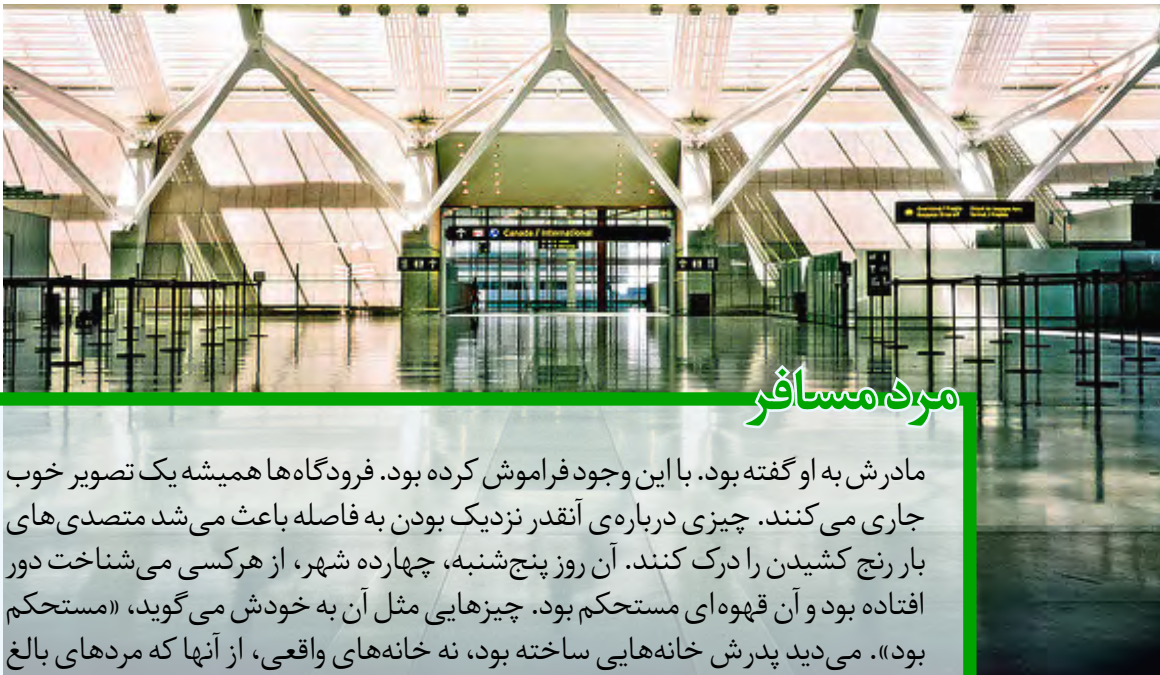 Canada / International
مرد مسافر
مادرش به او گفته بود. با این وجود فراموش کرده بود. فرودگاه‌ها همیشه یک تصویر خوب
جاری می‌کنند. چیزی درباره‌ی آنقدر نزدیک بودن به فاصله باعث می‌شد متصدی‌های
بار رنج کشیدن را درک کنند. آن روز پنج‌شنبه، چهارده شهر، از هرکسی می‌شناخت دور
افتاده بود و آن قهوه‌ای مستحکم بود. چیزهایی مثل آن به خودش می‌گوید، «مستحکم
بود». می‌دید پدرش خانه‌هایی ساخته بود، نه خانه‌های واقعی، از آنها که مردهای بالغ